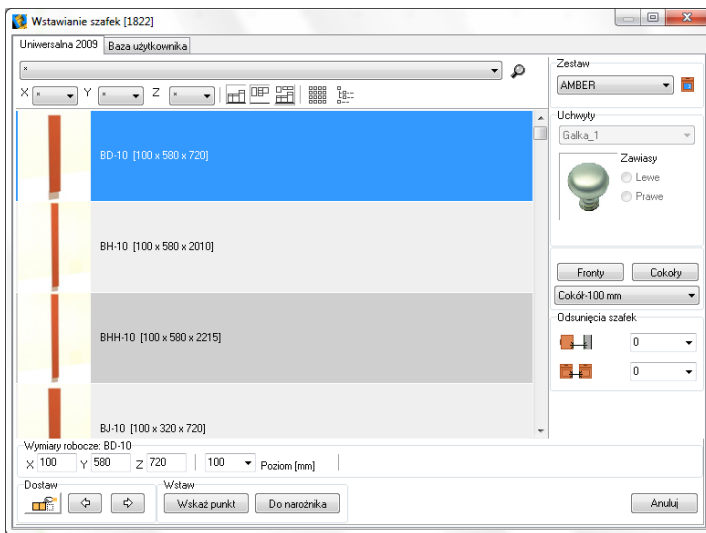 Wstawianie szafek [1822]
Uniwersalna 2009 Baza użytkownika
*
X * Y * Z *
BD-10 [100 x 580 x 720]
BH-10 [100 x 580 x 2010]
BHH-10 [100 x 580 x 2215]
BJ-10 [100 x 320 x 720]
Zestaw
AMBER
Uchwyty
Galka_1
Zawiasy
Lewe
Prawe
Fronty Cokoły
Cokół-100 mm
Odsunięcia szafek
0
0
Wymiary robocze: BD-10
X 100 Y 580 Z 720 100 Poziom [mm]
Dostaw Wstaw
Wskaż punkt Do narożnika Anuluj